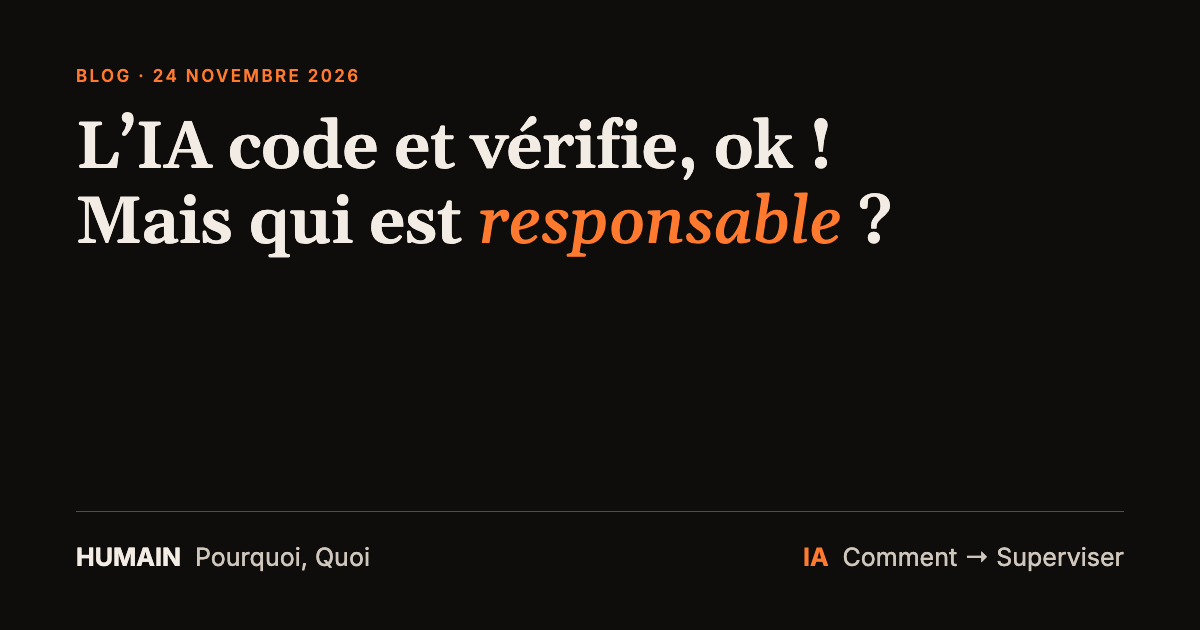 BLOG · 24 NOVEMBRE 2026
L’IA code et vérifie, ok !
Mais qui est responsable ?
HUMAIN Pourquoi, Quoi
IA Comment → Superviser